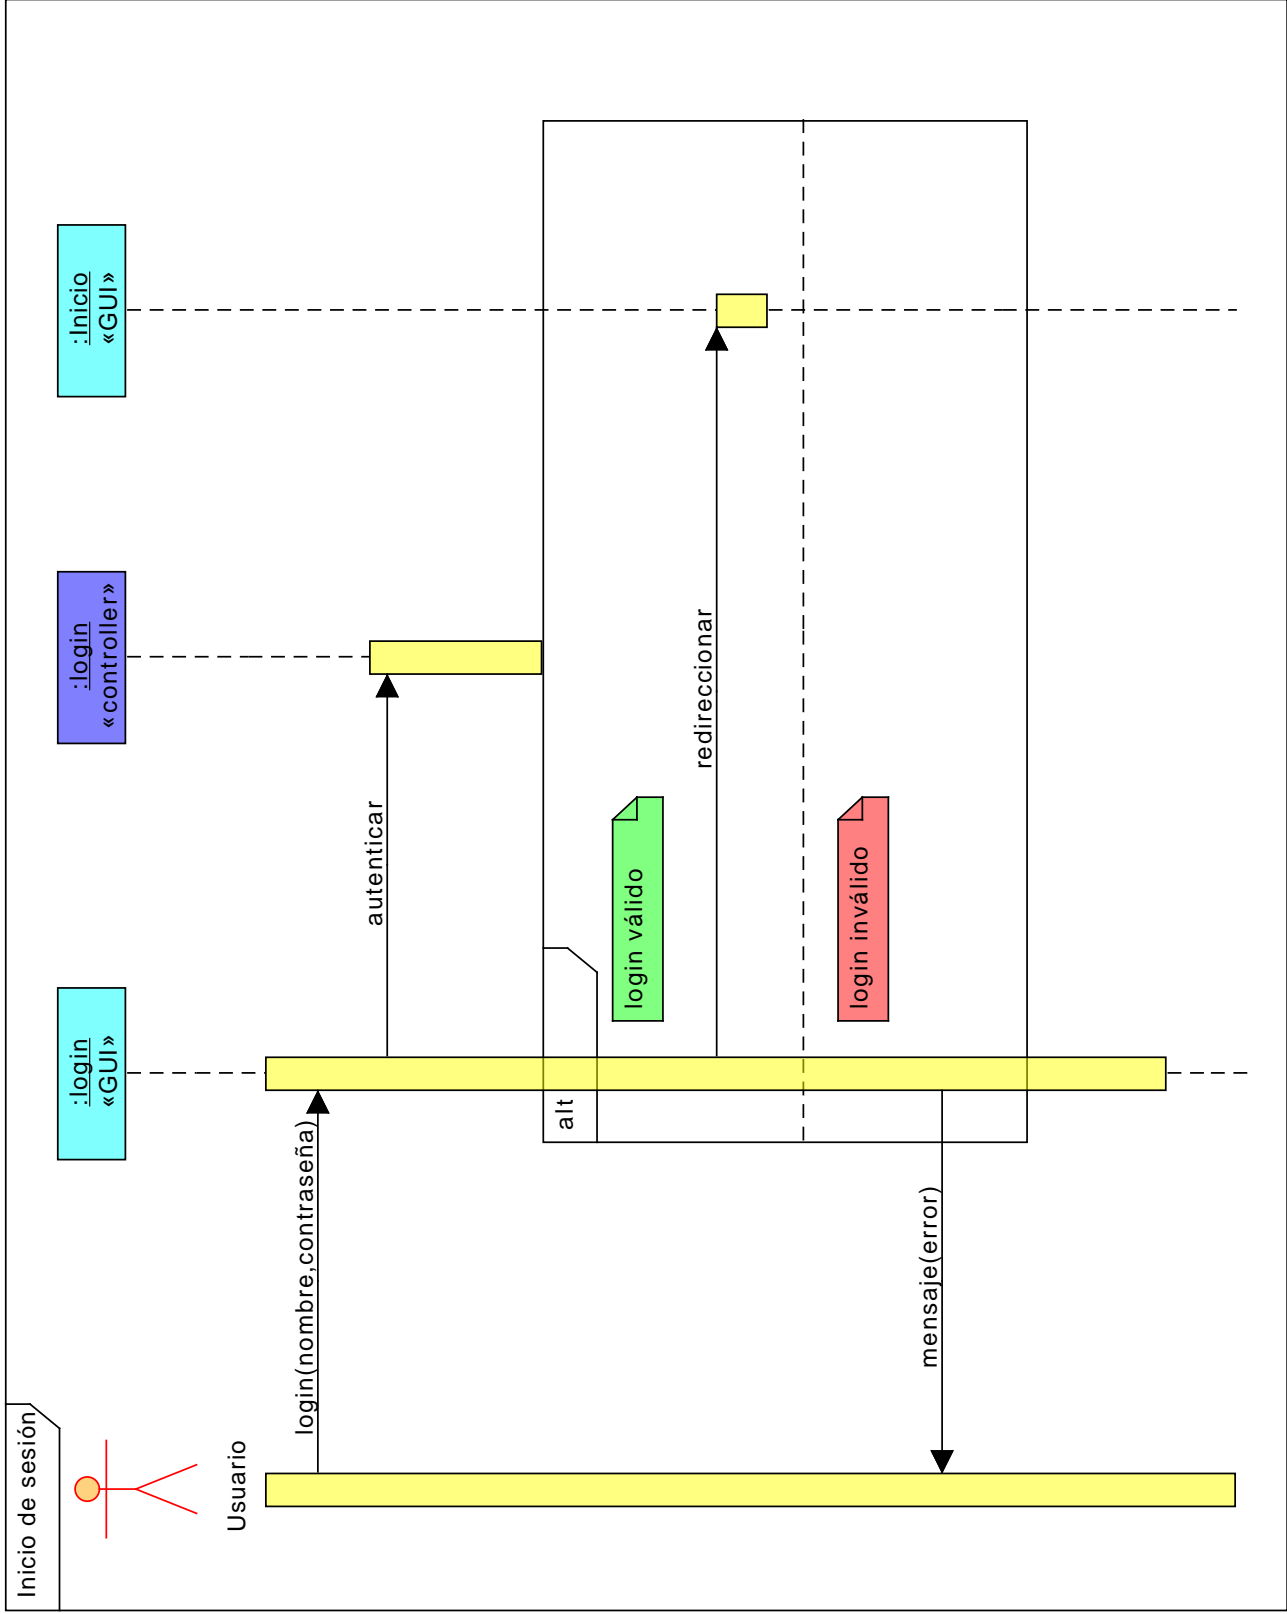 Inicio de sesión
Usuario
:login
«GUI»
:login
«controller»
:Inicio
«GUI»
login(nombre,contraseña)
autenticar
alt
login válido
redireccionar
login inválido
mensaje(error)